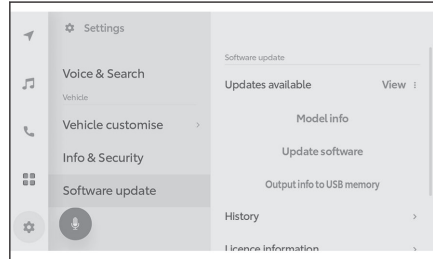 Settings
Voice & Search
Vehicle
Vehicle customise
Info & Security
Software update
Software update
Updates available View
Model info
Update software
Output info to USB memory
History
Licence information